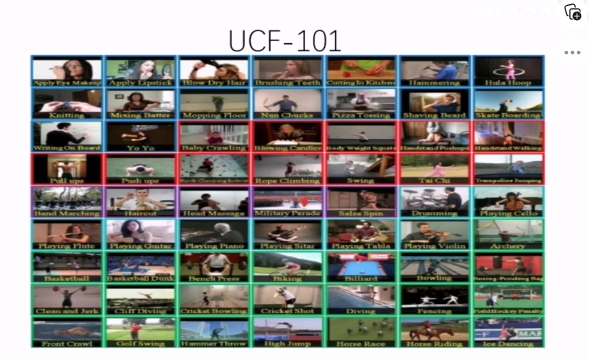 UCF-101
Apply Eye Makeup Apply Lipstick Blow Dry Hair Brushing Teeth Cutting In Kitchen Hammering Hula Hoop
Knitting Mixing Batter Mopping Floor Nun Chucks Pizza Tossing Shaving Beard Skate Boarding
Writing On Board Yo Yo Baby Crawling Blowing Candles Body Weight Squats Handstand Pushups Handstand Walking
Pull ups Push ups Rope Climbing Swing Tai Chi Trampoline Jumping
Band Marching Haircut Head Massage Military Parade Salsa Spin Drumming Playing Cello
Playing Flute Playing Guitar Playing Piano Playing Sitar Playing Tabla Playing Violin Archery
Basketball Basketball Dunk Bench Press Biking Billiard Bowling Boxing-Punching Bag
Clean and Jerk Cliff Diving Cricket Bowling Cricket Shot Diving Fencing Field Hockey Penalty
Front Crawl Golf Swing Hammer Throw High Jump Horse Race Horse Riding Ice Dancing